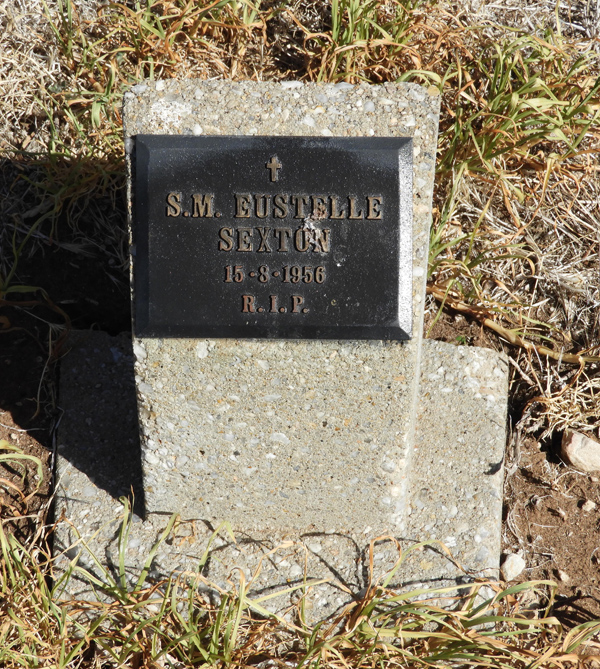 S.M. EUSTELLE
SEXTON
15-8-1956
R.I.P.